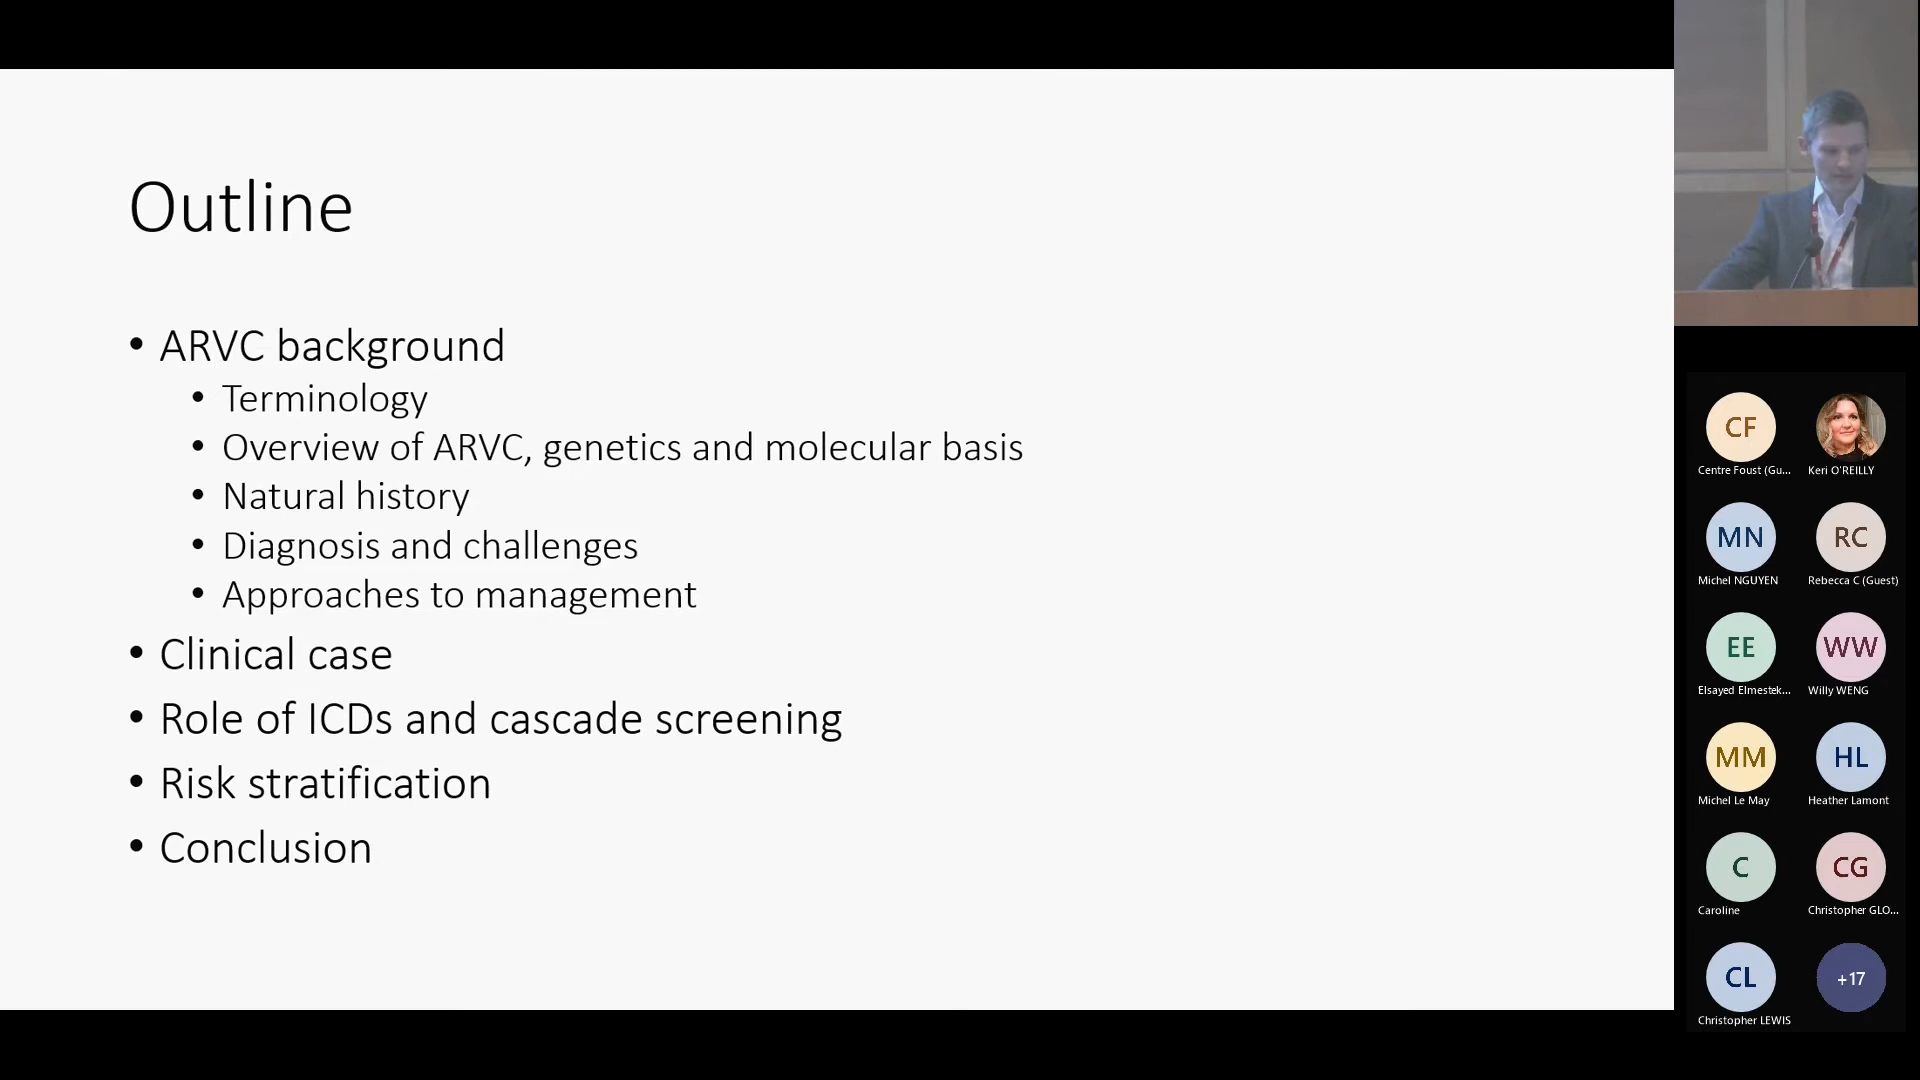 Outline
• ARVC background
• Terminology
• Overview of ARVC, genetics and molecular basis
• Natural history
• Diagnosis and challenges
• Approaches to management
• Clinical case
• Role of ICDs and cascade screening
• Risk stratification
• Conclusion
CF
Centre Foust (Gu...
Keri O'REILLY
MN
Michel NGUYEN
RC
Rebecca C (Guest)
EE
Elsayed Elmestek...
WW
Willy WENG
MM
Michel Le May
HL
Heather Lamont
C
Caroline
CG
Christopher GLO...
CL
Christopher LEWIS
+17